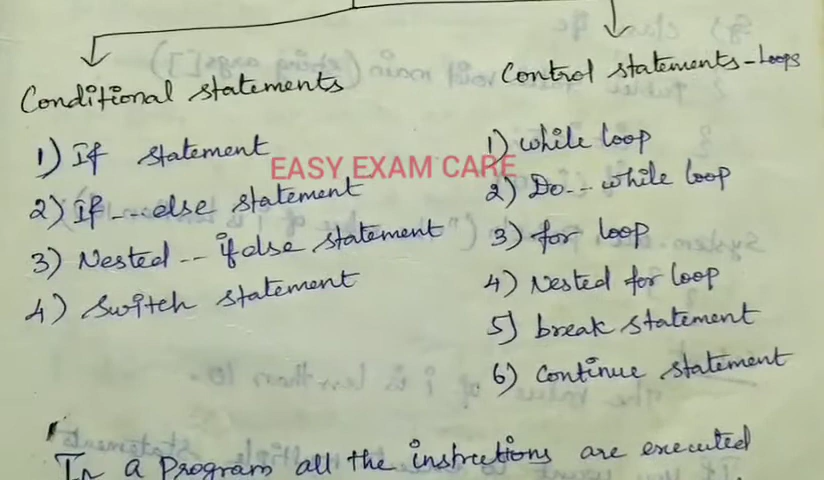 Conditional statements
1) If statement
2) If --- else statement
3) Nested -- if else statement
4) Switch statement
Control statements - Loops
1) while loop
2) Do -- while loop
3) for loop
4) Nested for loop
5) break statement
6) Continue statement
EASY EXAM CARE
In a Program all the instructions are executed